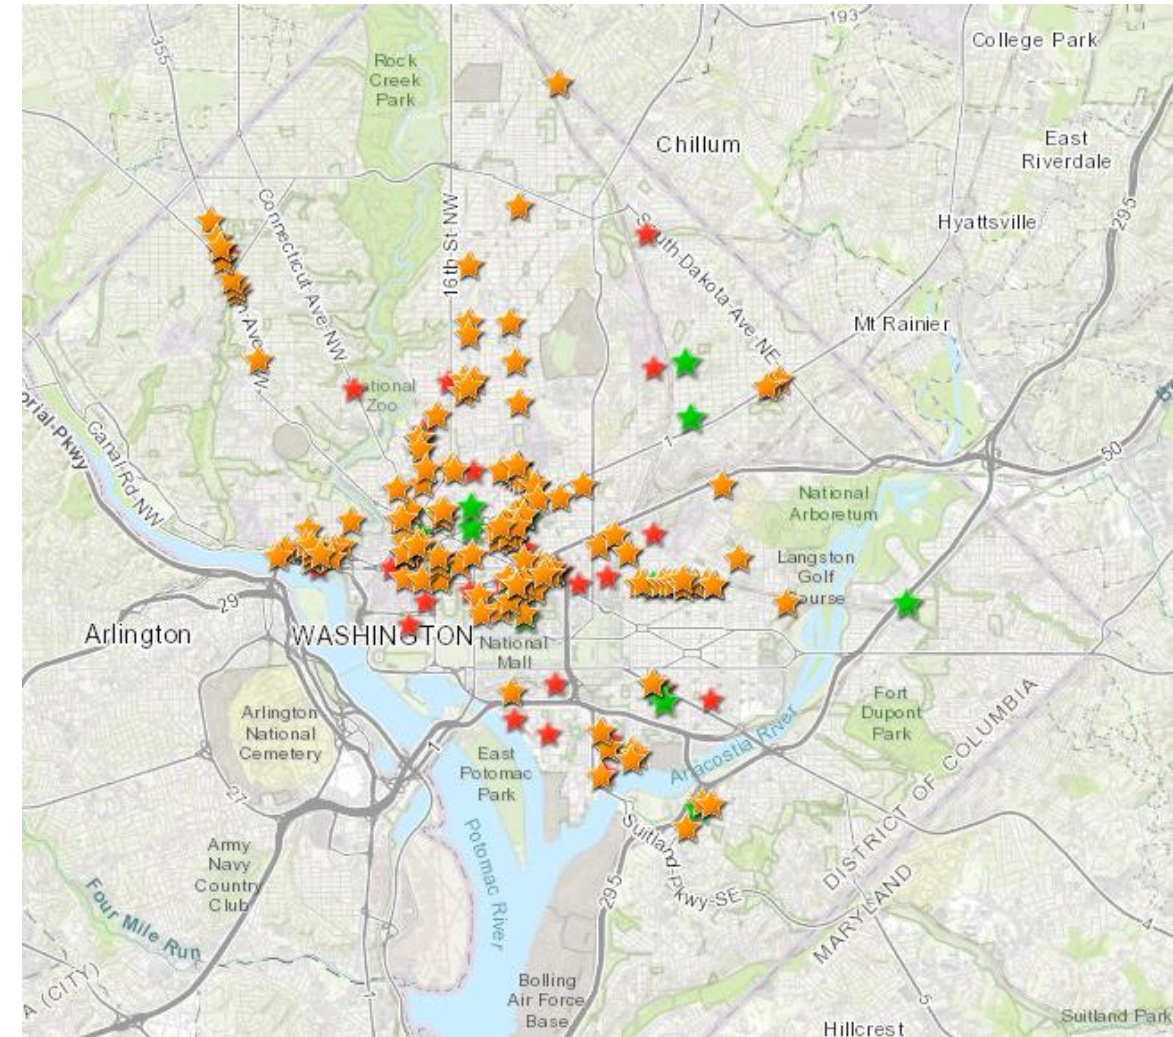 193
College Park
355
Rock
Creek
Park
Chillum
East
Riverdale
295
Connecticut Ave NW
16th St NW
Hyattsville
South-Dakota-Ave NE
Mt Rainier
National
Zoo
Canal Rd NW
1
50
National
Arboretum
Langston
Golf
Course
29
Arlington
WASHINGTON
National
Mall
Arlington
National
Cemetery
1
Fort
Dupont
Park
East
Potomac
Park
Anacostia River
27
DISTRICT OF COLUMBIA
MARYLAND
Army
Navy
Country
Club
Potomac River
Suitland-Pkwy-SE
295
Four Mile Run
4
A (CITY)
1
Bolling
Air Force
Base
5
Suitland Park
Hillcrest